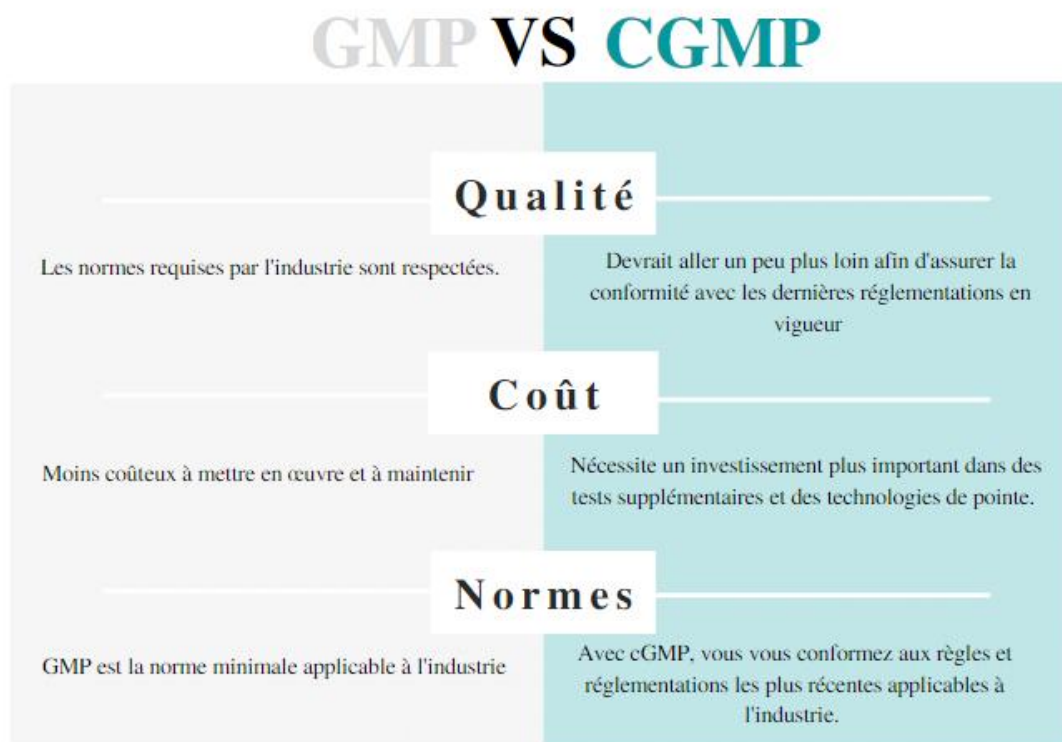 GMP VS CGMP
Qualité
Les normes requises par l'industrie sont respectées.
Devrait aller un peu plus loin afin d'assurer la
conformité avec les dernières réglementations en
vigueur
Coût
Moins coûteux à mettre en œuvre et à maintenir
Nécessite un investissement plus important dans des
tests supplémentaires et des technologies de pointe.
Normes
GMP est la norme minimale applicable à l'industrie
Avec cGMP, vous vous conformez aux règles et
réglementations les plus récentes applicables à
l'industrie.